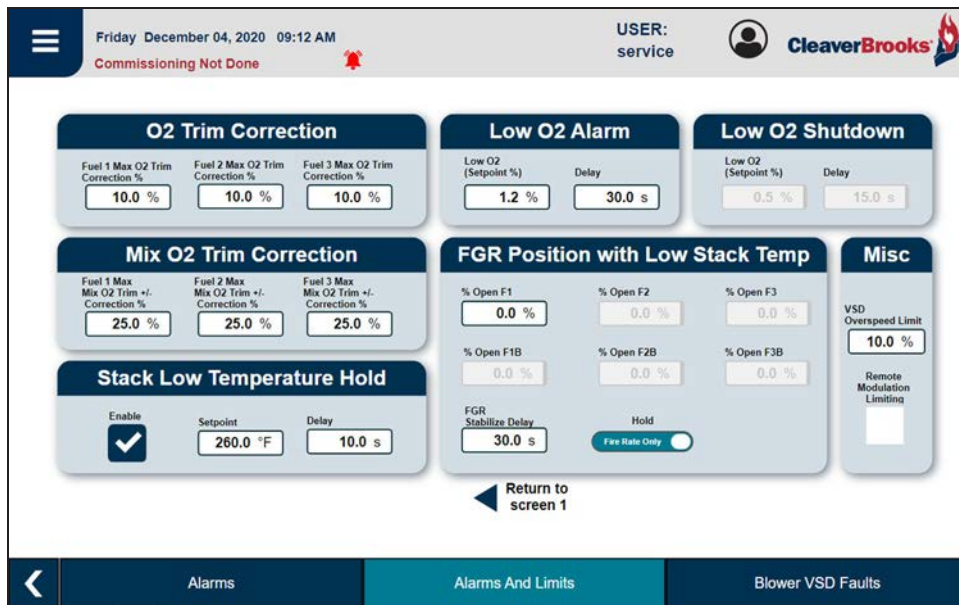 Friday December 04, 2020 09:12 AM
Commissioning Not Done
USER:
service
CleaverBrooks
O2 Trim Correction
Fuel 1 Max O2 Trim
Correction %
Fuel 2 Max O2 Trim
Correction %
Fuel 3 Max O2 Trim
Correction %
10.0 %
10.0 %
10.0 %
Low O2 Alarm
Low O2
(Setpoint %)
Delay
1.2 %
30.0 s
Low O2 Shutdown
Low O2
(Setpoint %)
Delay
0.5 %
15.0 s
Mix O2 Trim Correction
Fuel 1 Max
Mix O2 Trim +/-
Correction %
Fuel 2 Max
Mix O2 Trim +/-
Correction %
Fuel 3 Max
Mix O2 Trim +/-
Correction %
25.0 %
25.0 %
25.0 %
Stack Low Temperature Hold
Enable
Setpoint
260.0 °F
Delay
10.0 s
FGR Position with Low Stack Temp
% Open F1
% Open F2
% Open F3
0.0 %
0.0 %
0.0 %
% Open F1B
% Open F2B
% Open F3B
0.0 %
0.0 %
0.0 %
FGR
Stabilize Delay
30.0 s
Hold
Fire Rate Only
Misc
VSD
Overspeed Limit
10.0 %
Remote
Modulation
Limiting
Return to
screen 1
Alarms
Alarms And Limits
Blower VSD Faults